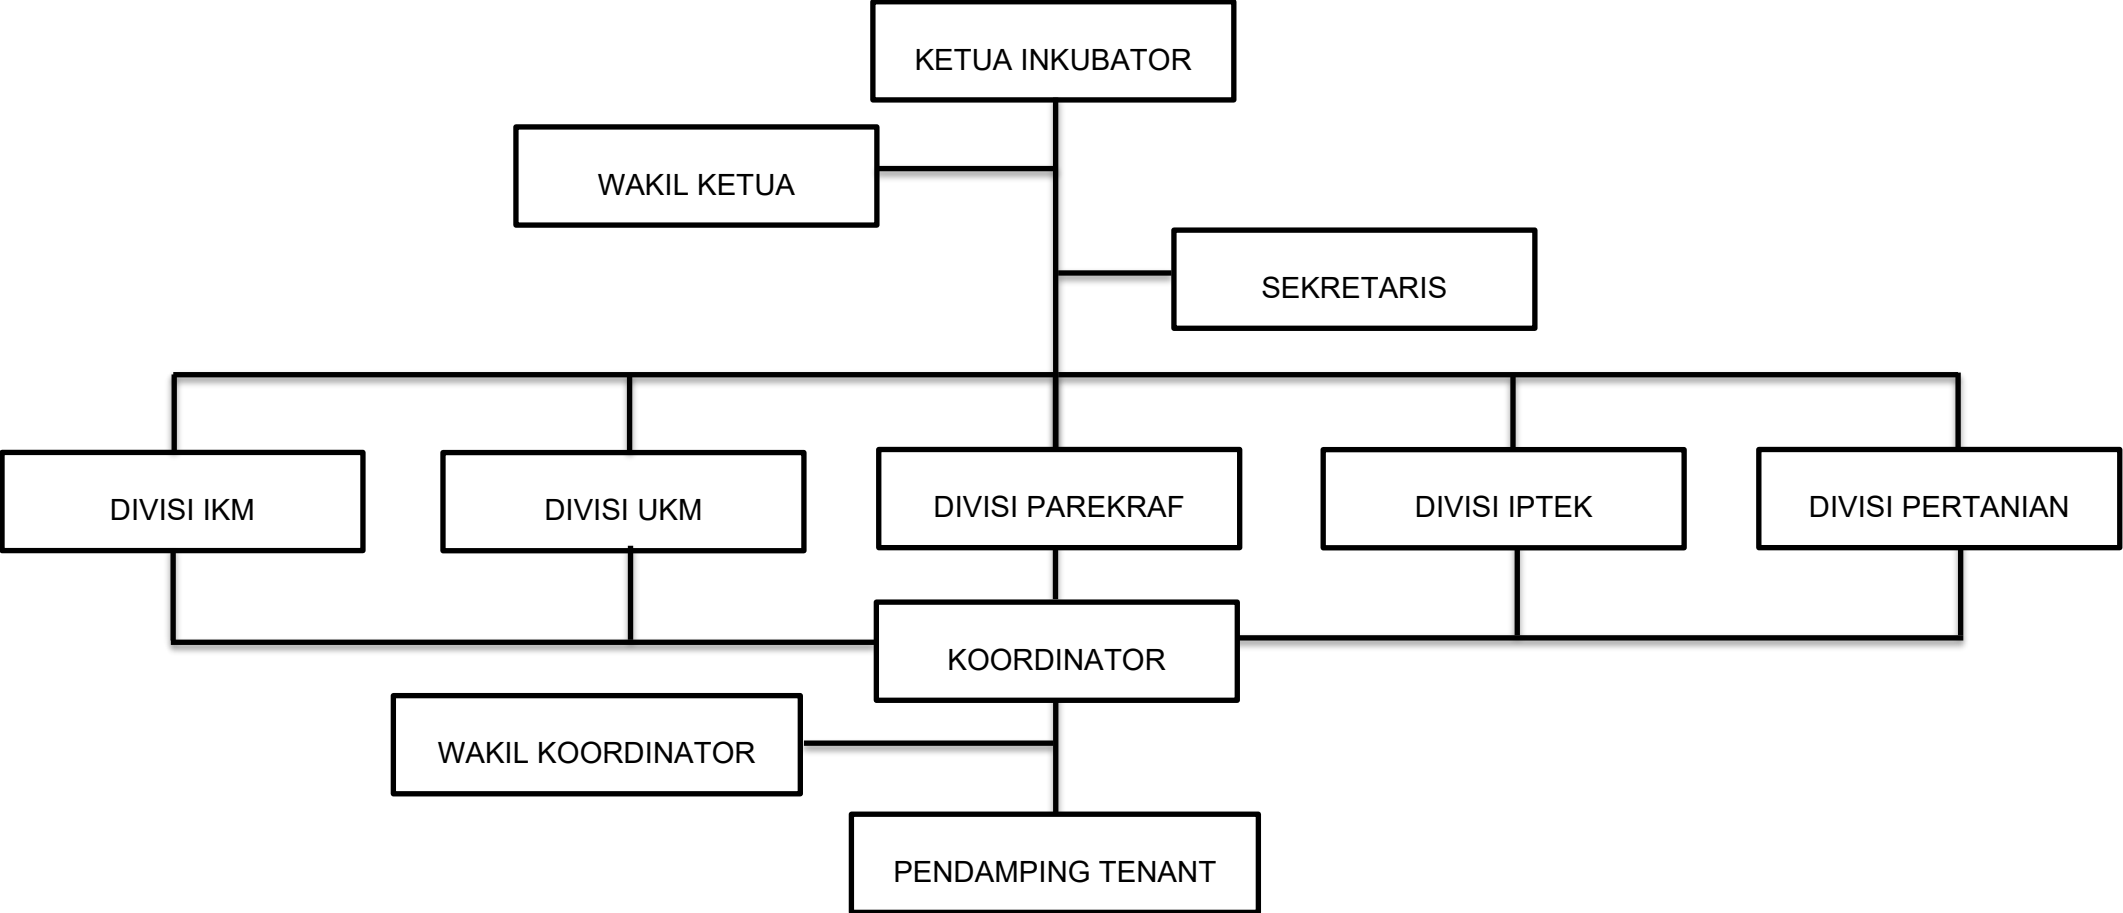 KETUA INKUBATOR
WAKIL KETUA
SEKRETARIS
DIVISI IKM
DIVISI UKM
DIVISI PAREKRAF
DIVISI IPTEK
DIVISI PERTANIAN
KOORDINATOR
WAKIL KOORDINATOR
PENDAMPING TENANT